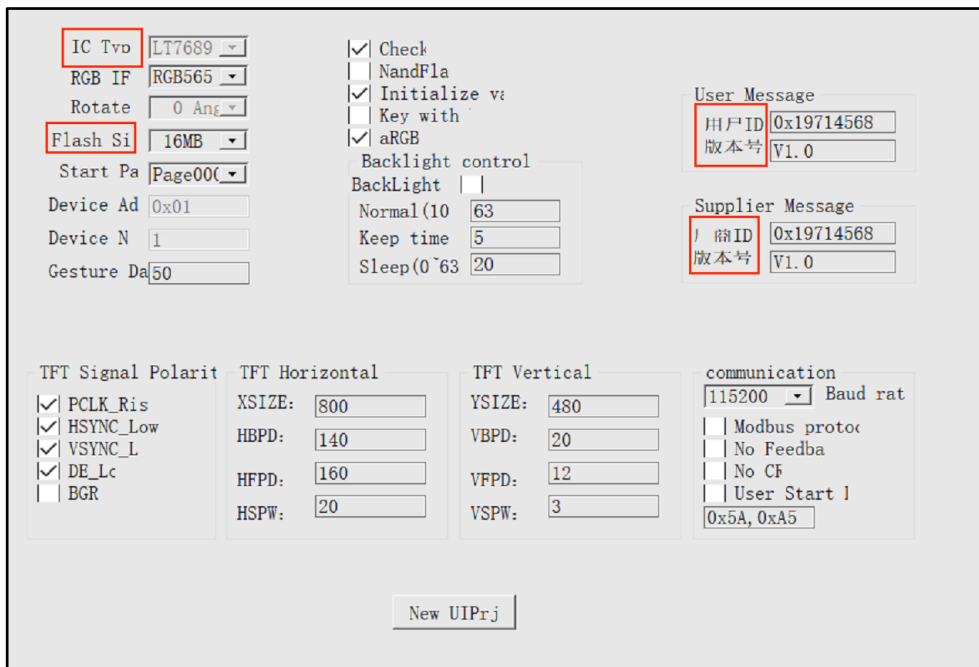 IC Typ LT7689
RGB IF RGB565
Rotate 0 Ang
Flash Si 16MB
Start Pa Page000
Device Ad 0x01
Device N 1
Gesture Da 50
Check
NandFla
Initialize va
Key with
aRGB
Backlight control
BackLight
Normal(10 63
Keep time 5
Sleep(0~63 20
User Message
用户ID 0x19714568
版本号 V1.0
Supplier Message
厂商ID 0x19714568
版本号 V1.0
TFT Signal Polarit
PCLK_Ris
HSYNC_Low
VSYNC_L
DE_Lo
BGR
TFT Horizontal
XSIZE: 800
HBPD: 140
HFPD: 160
HSPW: 20
TFT Vertical
YSIZE: 480
VBPD: 20
VFPD: 12
VSPW: 3
communication
115200 Baud rat
Modbus protoc
No Feedba
No CR
User Start
0x5A,0xA5
New UIPrj